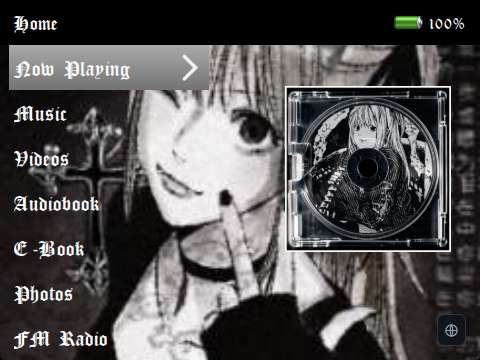 Home
100%
Now Playing
Music
Videos
Audiobook
E-Book
Photos
FM Radio